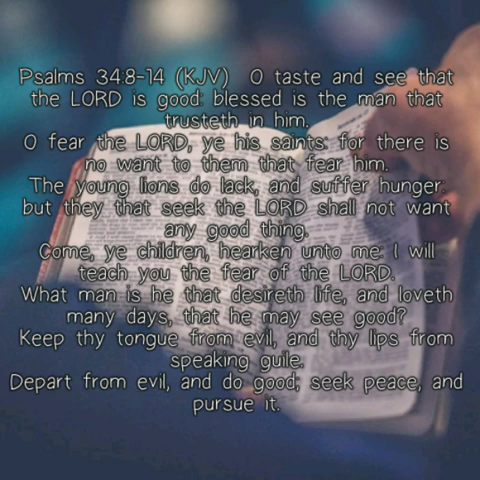 Psalms 34:8-14 (KJV) O taste and see that
the LORD is good: blessed is the man that
trusteth in him.
O fear the LORD, ye his saints: for there is
no want to them that fear him.
The young lions do lack, and suffer hunger:
but they that seek the LORD shall not want
any good thing.
Come, ye children, hearken unto me: I will
teach you the fear of the LORD.
What man is he that desireth life, and loveth
many days, that he may see good?
Keep thy tongue from evil, and thy lips from
speaking guile.
Depart from evil, and do good; seek peace, and
pursue it.